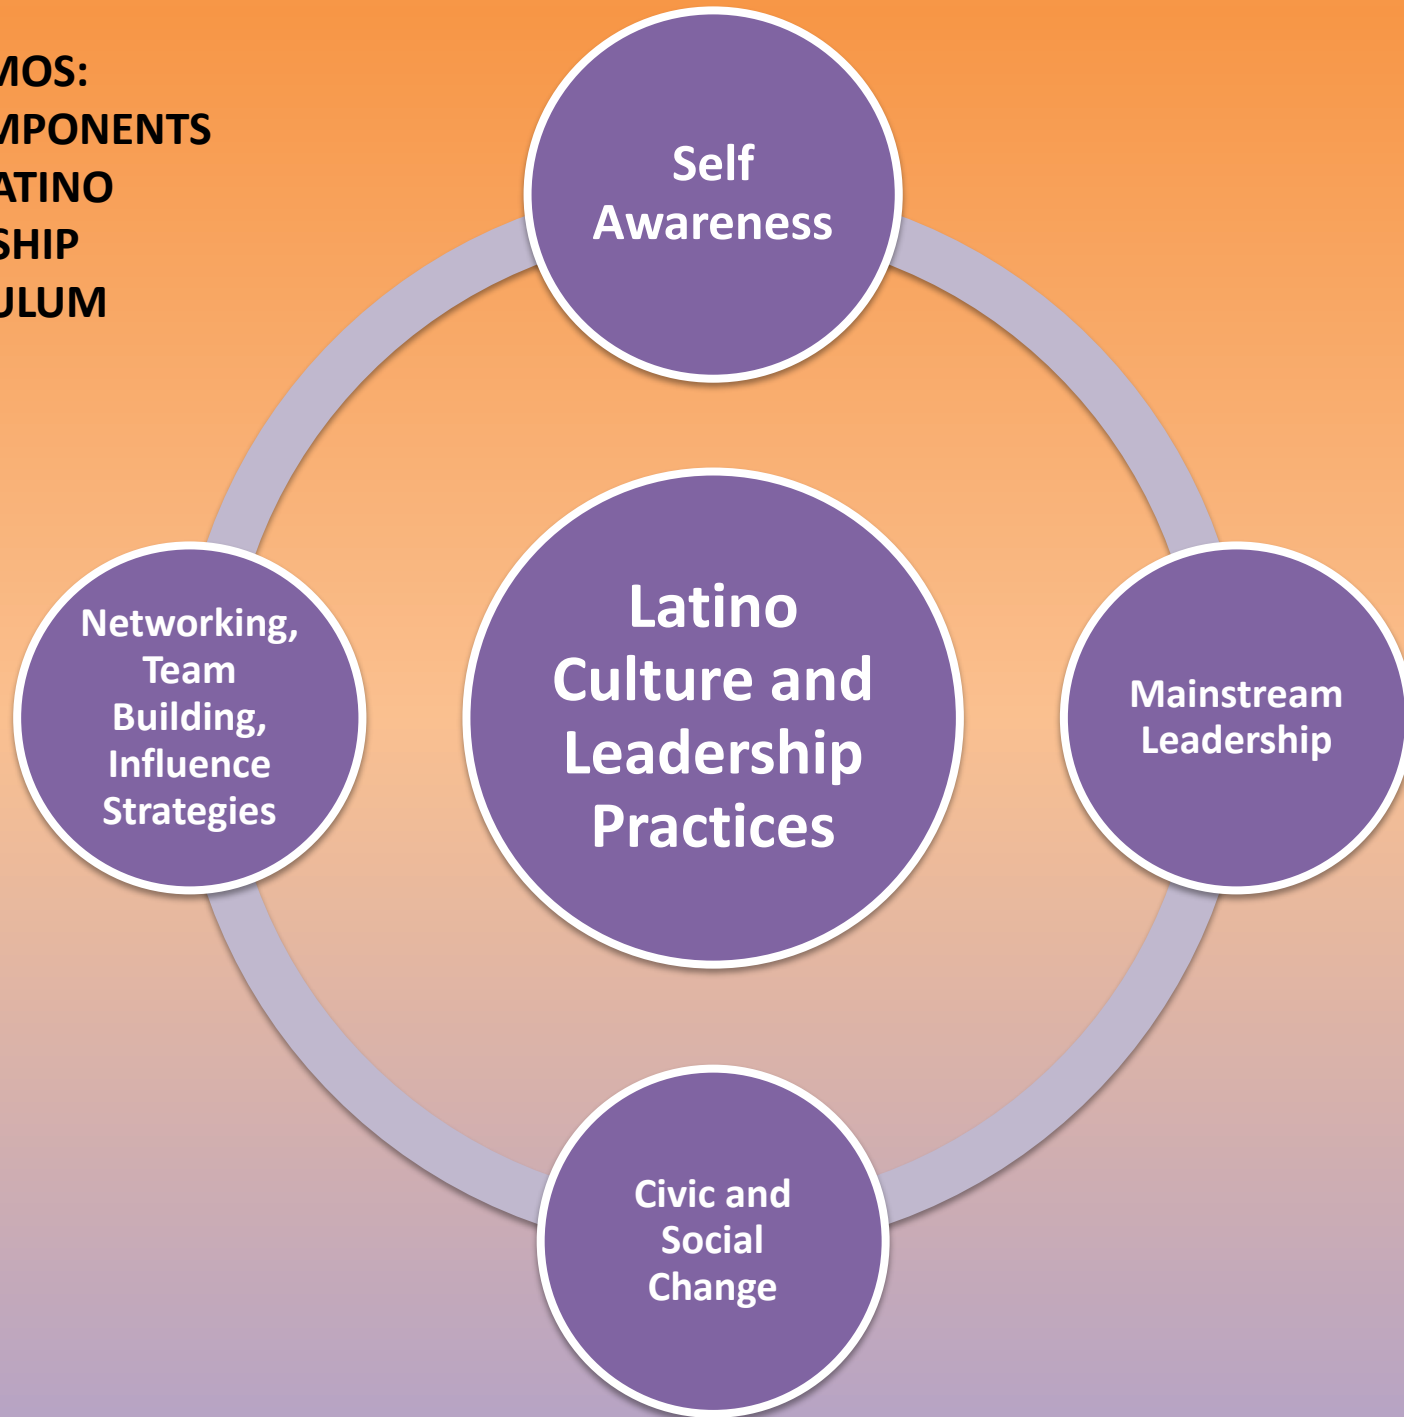 MOS:
MPONENTS
ATINO
SHIP
ULUM
Self
Awareness
Latino
Culture and
Leadership
Practices
Mainstream
Leadership
Civic and
Social
Change
Networking,
Team
Building,
Influence
Strategies